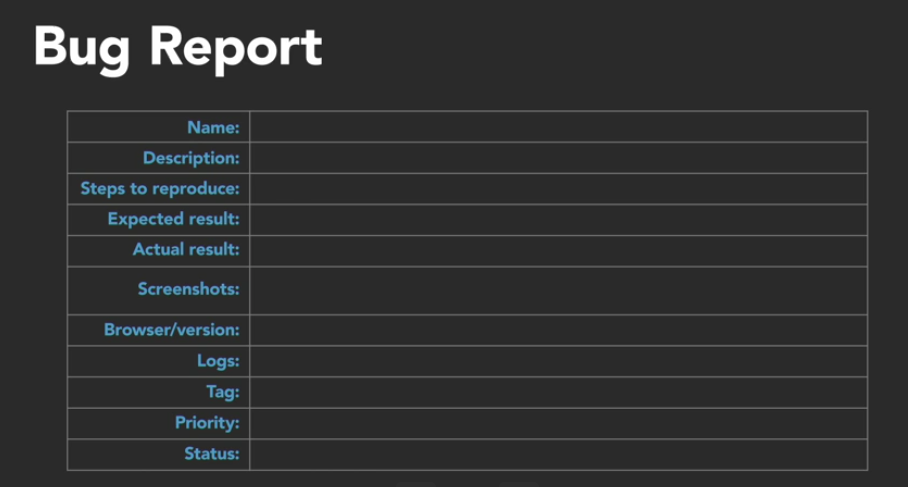 Bug Report
Name:
Description:
Steps to reproduce:
Expected result:
Actual result:
Screenshots:
Browser/version:
Logs:
Tag:
Priority:
Status: